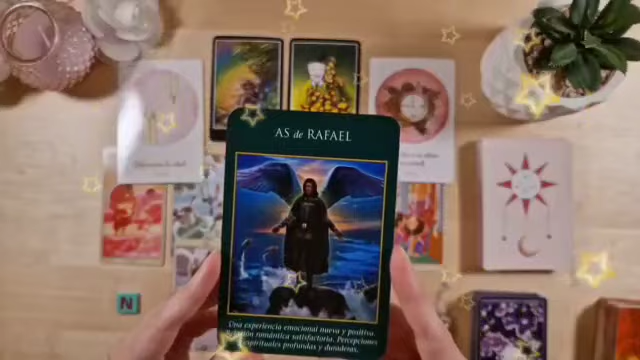 AS de RAFAEL
Una experiencia emocional nueva y positiva.
Relación romántica satisfactoria. Percepciones
espirituales profundas y duraderas.
N